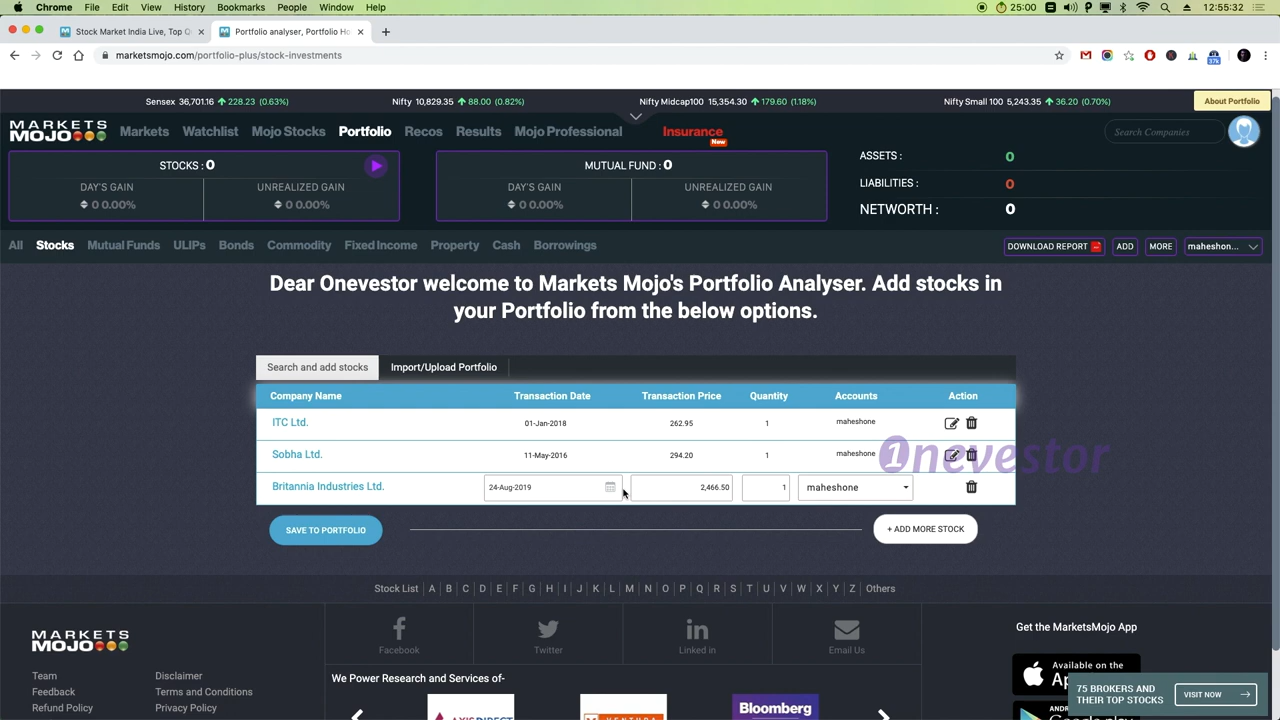 Chrome File Edit View History Bookmarks People Window Help 25:00 12:55:32
Stock Market India Live, Top O Portfolio analyser, Portfolio Ho
marketsmojo.com/portfolio-plus/stock-investments 37k
Sensex 36,701.16 228.23 (0.63%) Nifty 10,829.35 88.00 (0.82%) Nifty Midcap100 15,354.30 179.60 (1.18%) Nifty Small 100 5,243.35 36.20 (0.70%) About Portfolio
MARKETS MOJO Markets Watchlist Mojo Stocks Portfolio Recos Results Mojo Professional Insurance New Search Companies
STOCKS : 0 MUTUAL FUND : 0 ASSETS : 0
DAY'S GAIN UNREALIZED GAIN DAY'S GAIN UNREALIZED GAIN LIABILITIES : 0
0 0.00% 0 0.00% 0 0.00% 0 0.00% NETWORTH : 0
All Stocks Mutual Funds ULIPs Bonds Commodity Fixed Income Property Cash Borrowings DOWNLOAD REPORT ADD MORE maheshon...
Dear Onevestor welcome to Markets Mojo's Portfolio Analyser. Add stocks in
your Portfolio from the below options.
Search and add stocks Import/Upload Portfolio
Company Name Transaction Date Transaction Price Quantity Accounts Action
ITC Ltd. 01-Jan-2018 262.95 1 maheshone
Sobha Ltd. 11-May-2016 294.20 1 maheshone
1nevestor
Britannia Industries Ltd. 24-Aug-2019 2,466.50 1 maheshone
SAVE TO PORTFOLIO + ADD MORE STOCK
Stock List A B C D E F G H I J K L M N O P Q R S T U V W X Y Z Others
MARKETS MOJO Facebook Twitter Linked in Email Us Get the MarketsMojo App
Team Disclaimer We Power Research and Services of- Available on the
Feedback Terms and Conditions
Refund Policy Privacy Policy AXISDIRECT VENTURA Bloomberg
75 BROKERS AND
THEIR TOP STOCKS VISIT NOW